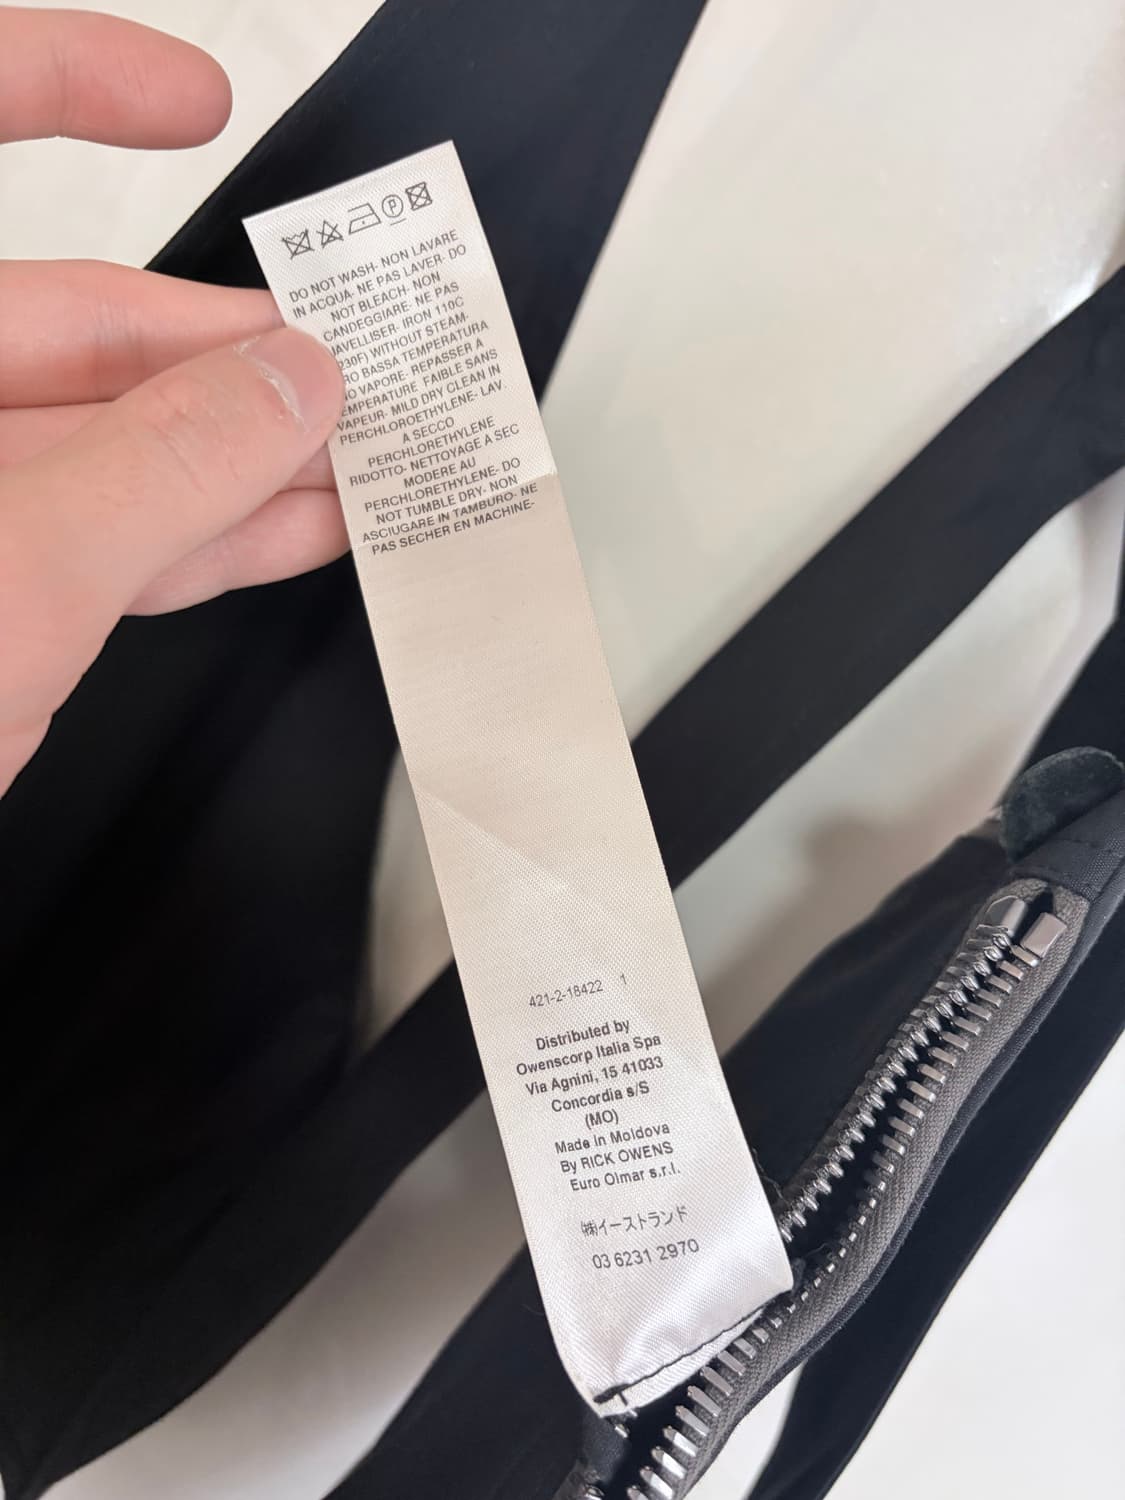 DO NOT WASH- NON LAVARE
IN ACQUA- NE PAS LAVER- DO
NOT BLEACH- NON
CANDEGGIARE- NE PAS
JAVELLISER- IRON 110C
230F) WITHOUT STEAM-
RO BASSA TEMPERATURA
NO VAPORE- REPASSER A
TEMPERATURE FAIBLE SANS
VAPEUR- MILD DRY CLEAN IN
PERCHLOROETHYLENE- LAV.
A SECCO
PERCHLORETHYLENE
RIDOTTO- NETTOYAGE A SEC
MODERE AU
PERCHLORETHYLENE- DO
NOT TUMBLE DRY- NON
ASCIUGARE IN TAMBURO- NE
PAS SECHER EN MACHINE-
421-2-18422 1
Distributed by
Owenscorp Italia Spa
Via Agnini, 15 41033
Concordia s/S
(MO)
Made in Moldova
By RICK OWENS
Euro Olmar s.r.l.
㈱イーストランド
03 6231 2970